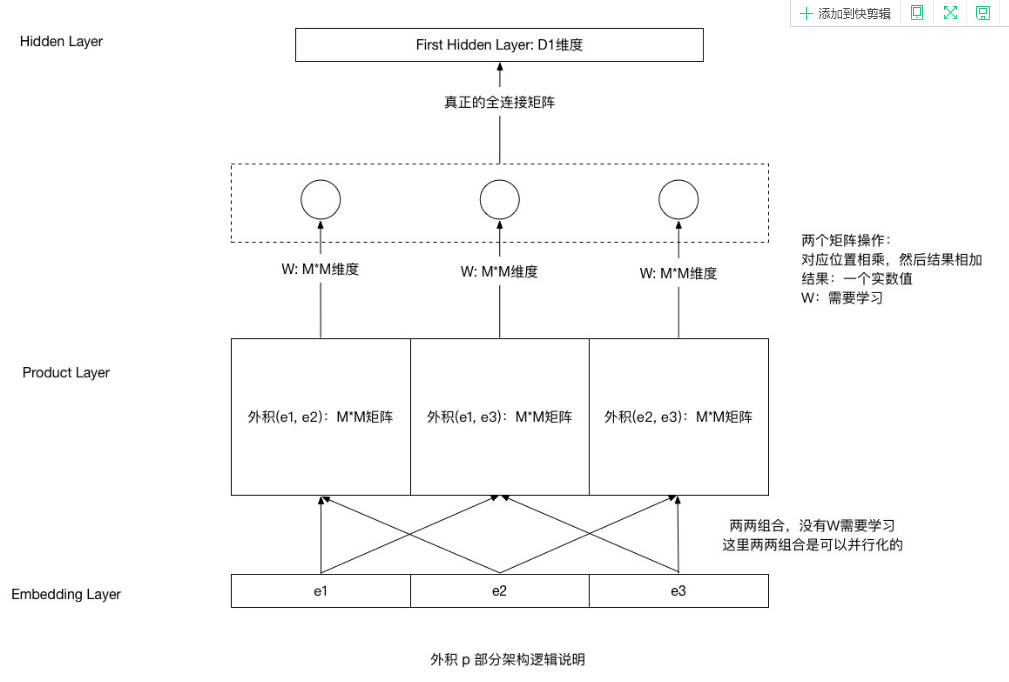 添加到快剪辑
Hidden Layer
First Hidden Layer: D1维度
真正的全连接矩阵
W: M*M维度
W: M*M维度
W: M*M维度
两个矩阵操作：
对应位置相乘，然后结果相加
结果：一个实数值
W：需要学习
Product Layer
外积(e1, e2)：M*M矩阵
外积(e1, e3)：M*M矩阵
外积(e2, e3)：M*M矩阵
两两组合，没有W需要学习
这里两两组合是可以并行化的
Embedding Layer
e1
e2
e3
外积 p 部分架构逻辑说明